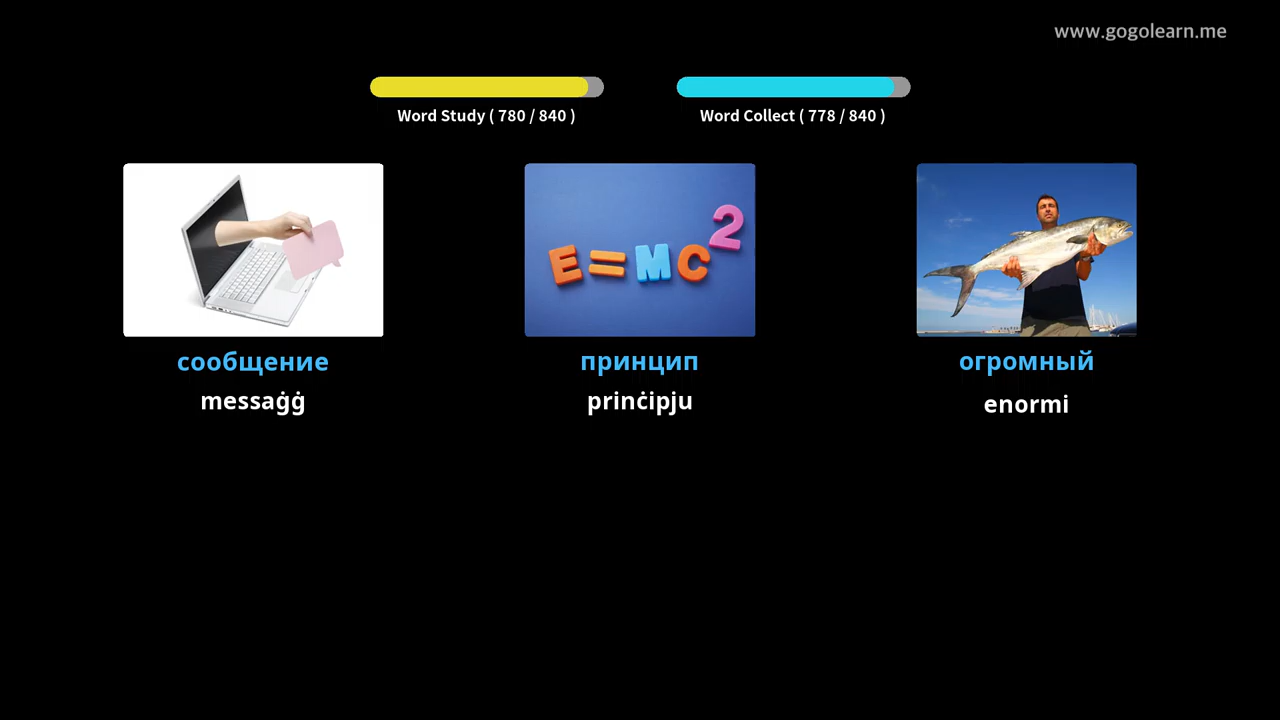 www.gogolearn.me
Word Study ( 780 / 840 )
Word Collect ( 778 / 840 )
E=MC2
сообщение
принцип
огромный
messaġġ
prinċipju
enormi